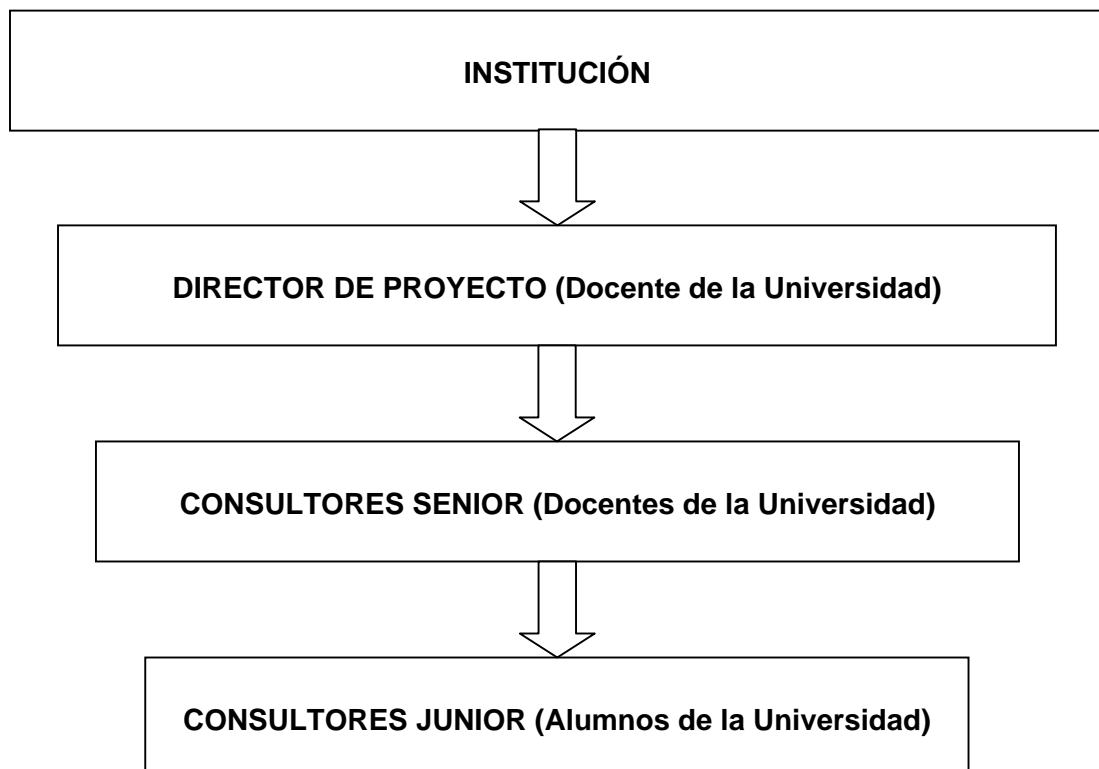 INSTITUCIÓN
DIRECTOR DE PROYECTO (Docente de la Universidad)
CONSULTORES SENIOR (Docentes de la Universidad)
CONSULTORES JUNIOR (Alumnos de la Universidad)